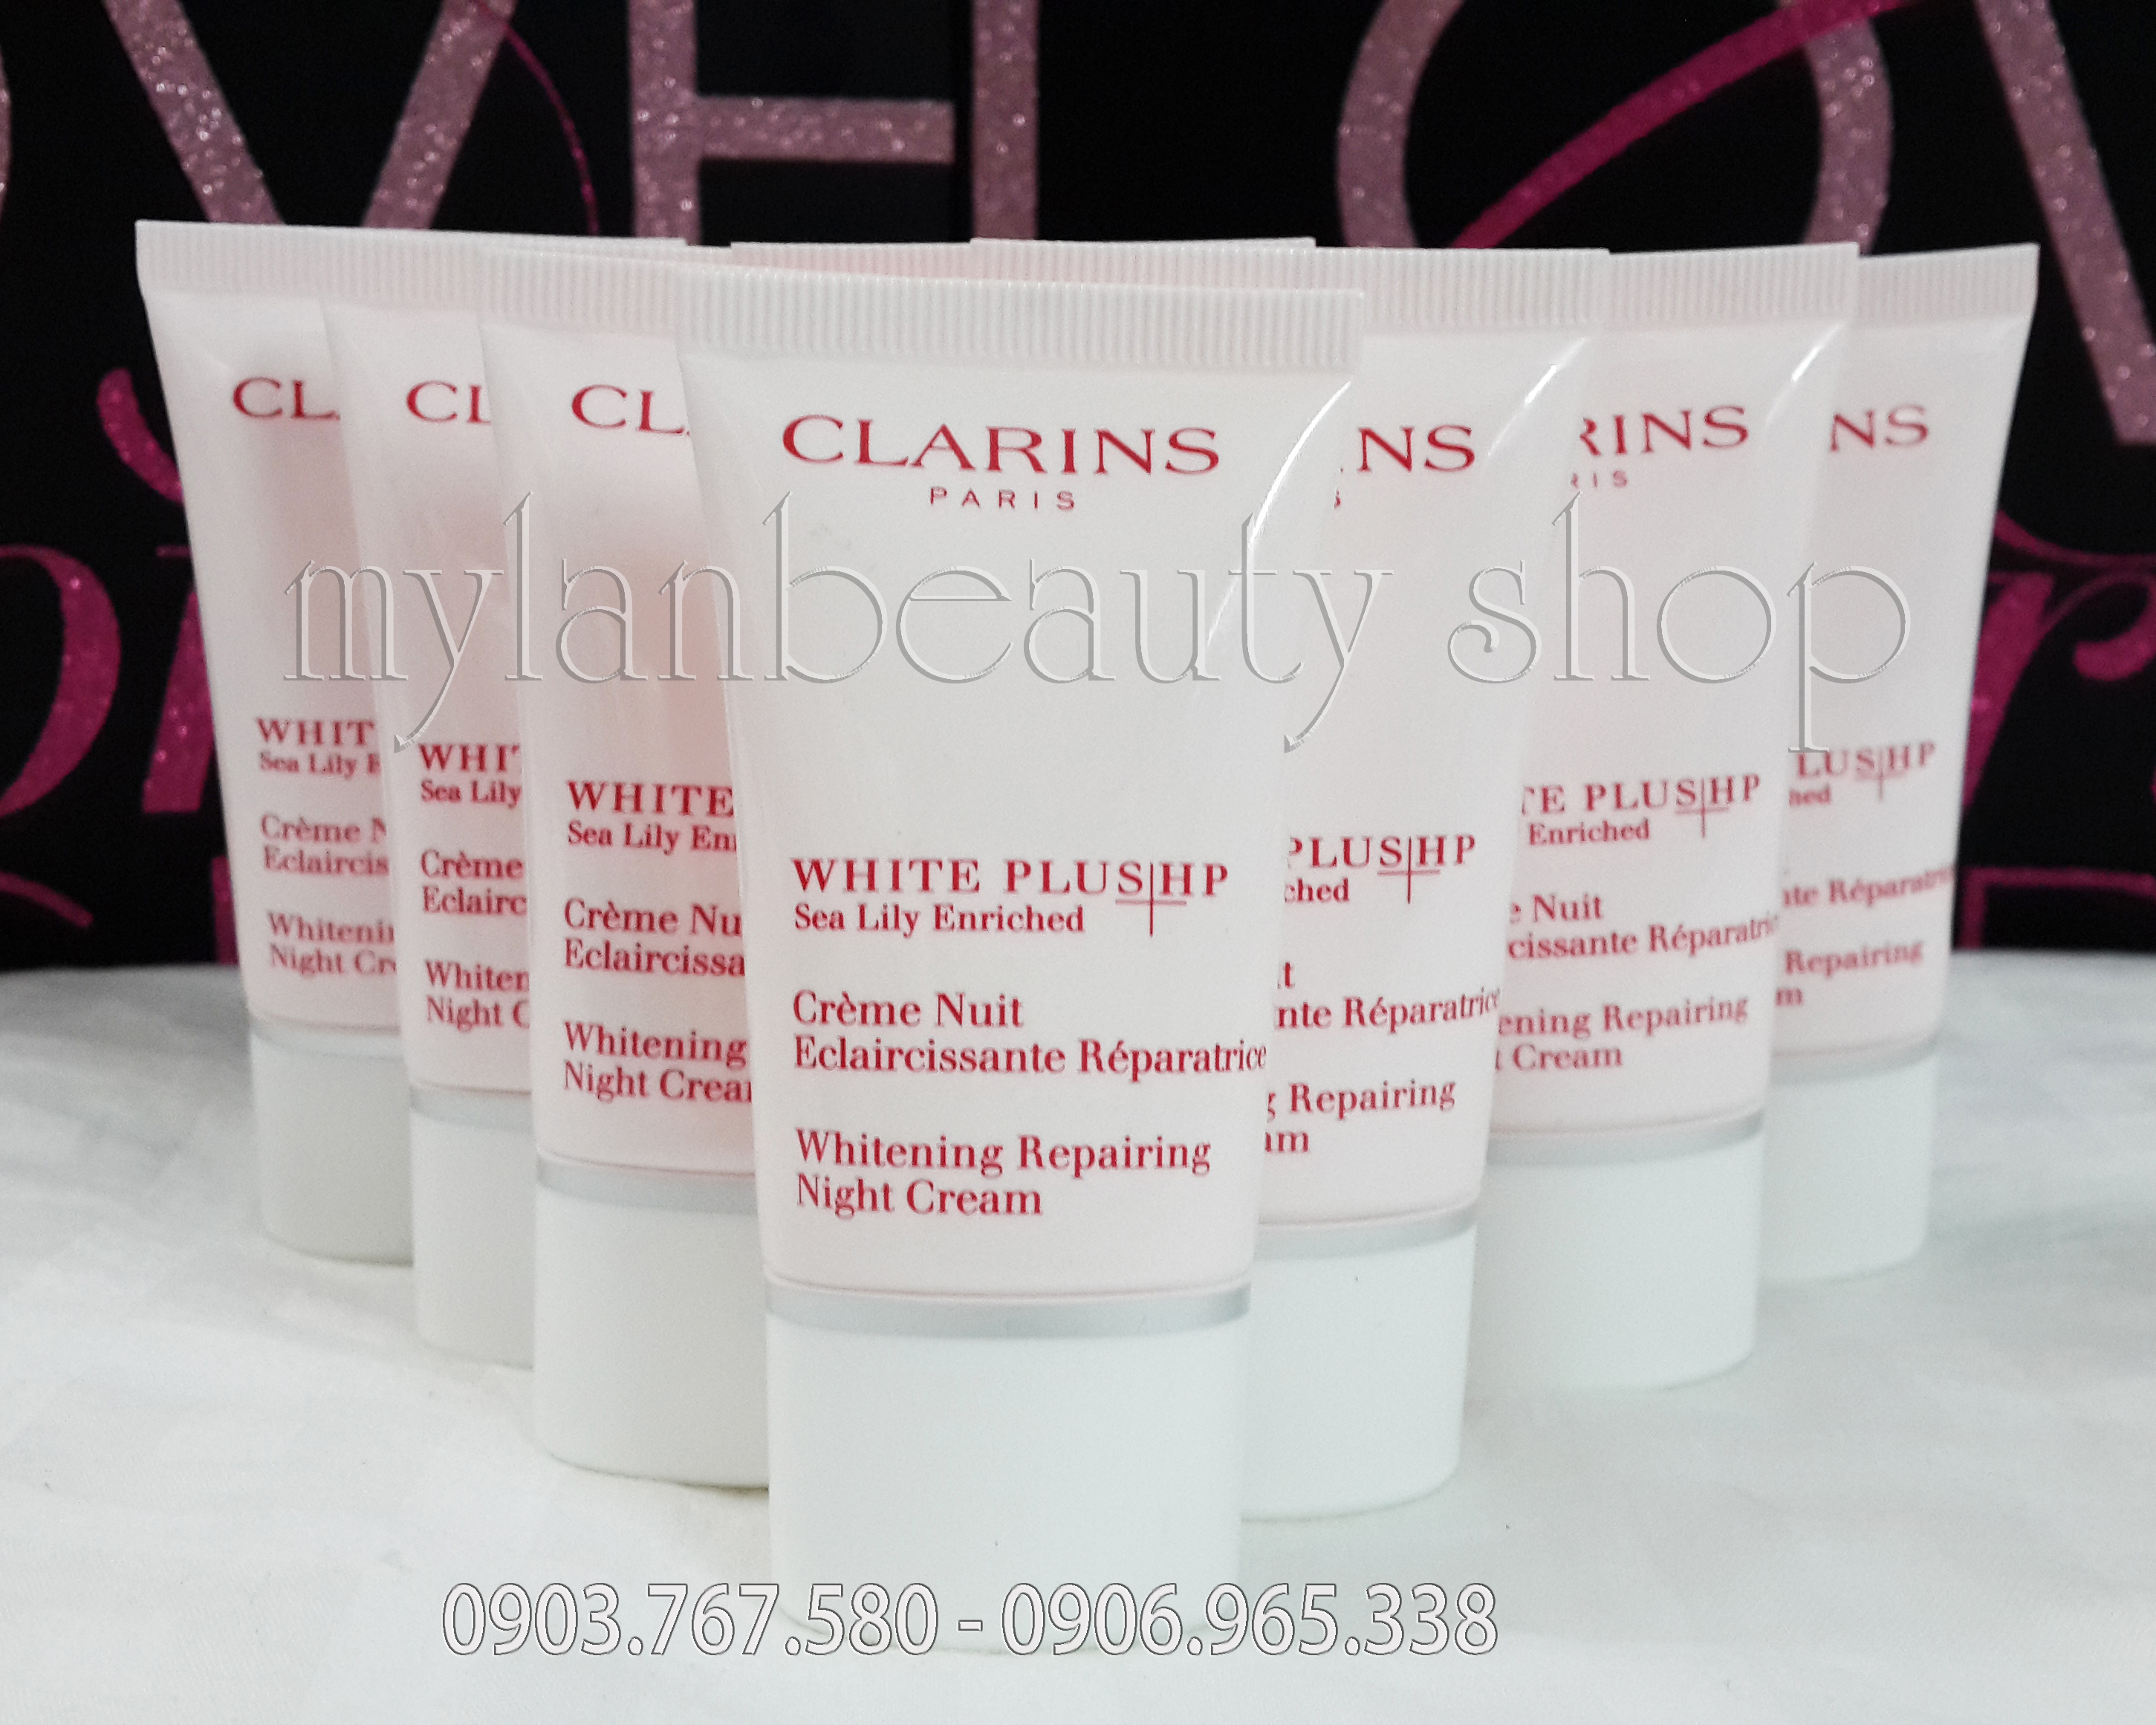 CLARINS
PARIS
mylanbeauty shop
WHITE PLUS HP
Sea Lily Enriched
Crème Nuit
Eclaircissante Réparatrice
Whitening Repairing
Night Cream
0903.767.580 - 0906.965.338